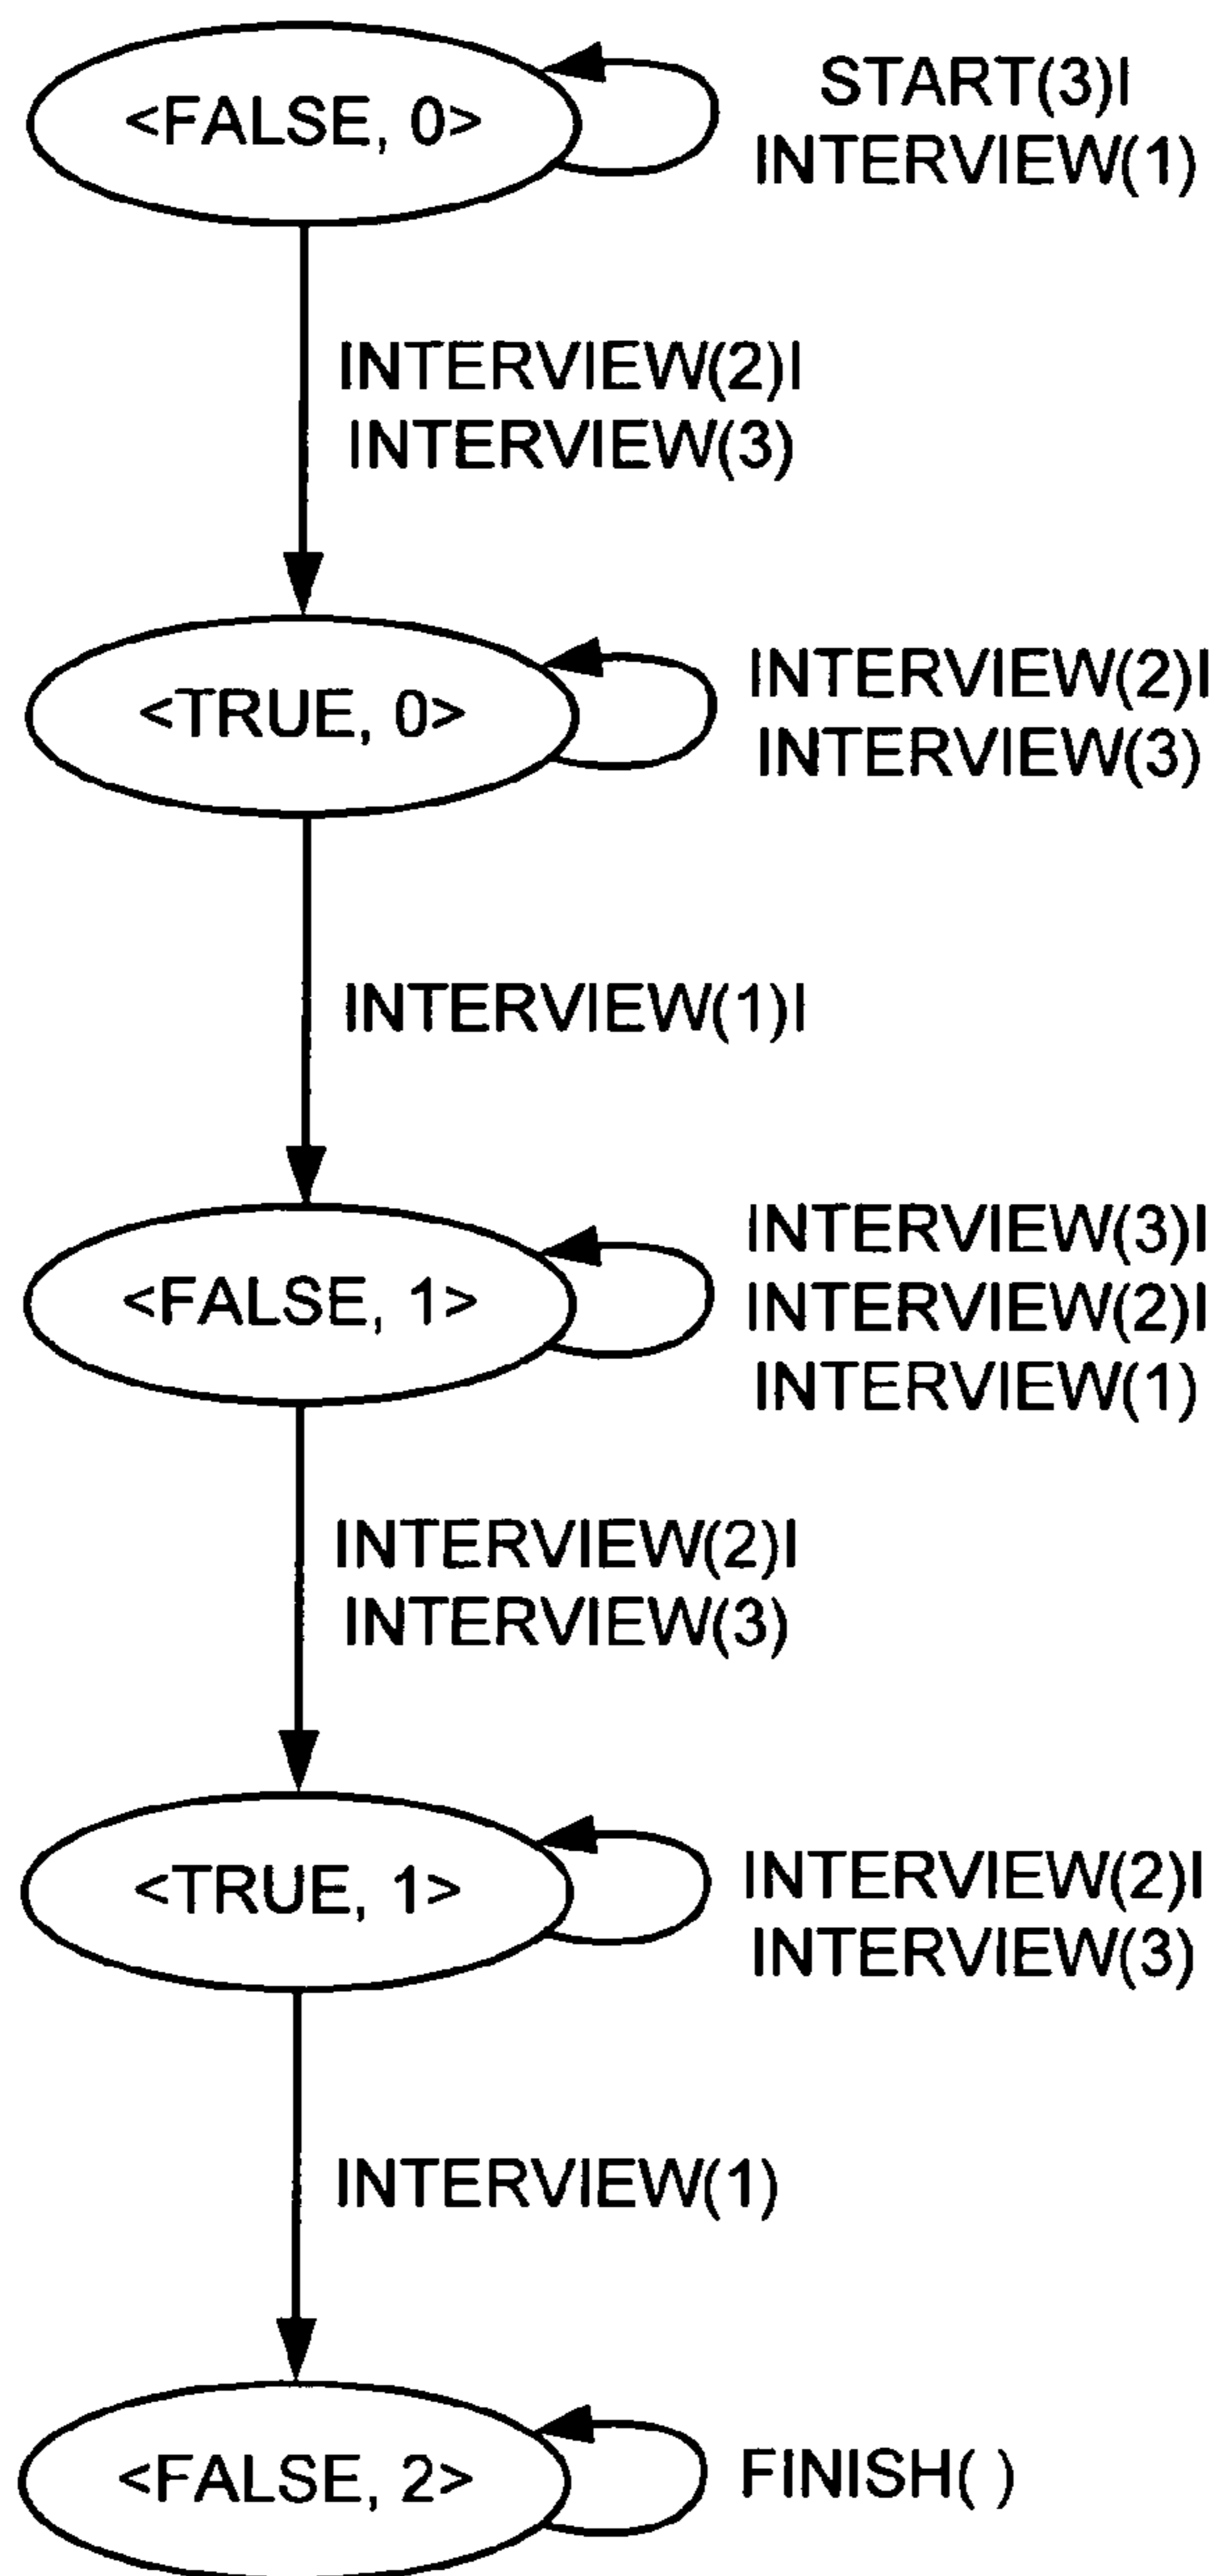 <FALSE, 0>
START(3)|
INTERVIEW(1)
INTERVIEW(2)|
INTERVIEW(3)
<TRUE, 0>
INTERVIEW(2)|
INTERVIEW(3)
INTERVIEW(1)|
<FALSE, 1>
INTERVIEW(3)|
INTERVIEW(2)|
INTERVIEW(1)
INTERVIEW(2)|
INTERVIEW(3)
<TRUE, 1>
INTERVIEW(2)|
INTERVIEW(3)
INTERVIEW(1)
<FALSE, 2>
FINISH( )